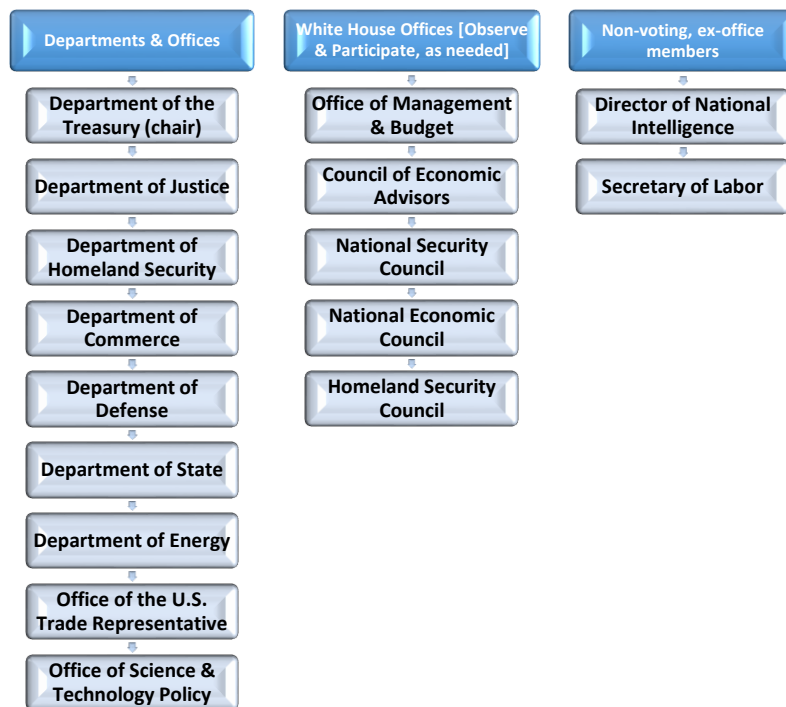 Departments & Offices
Department of the
Treasury (chair)
Department of Justice
Department of
Homeland Security
Department of
Commerce
Department of
Defense
Department of State
Department of Energy
Office of the U.S.
Trade Representative
Office of Science &
Technology Policy
White House Offices [Observe
& Participate, as needed]
Office of Management
& Budget
Council of Economic
Advisors
National Security
Council
National Economic
Council
Homeland Security
Council
Non-voting, ex-office
members
Director of National
Intelligence
Secretary of Labor